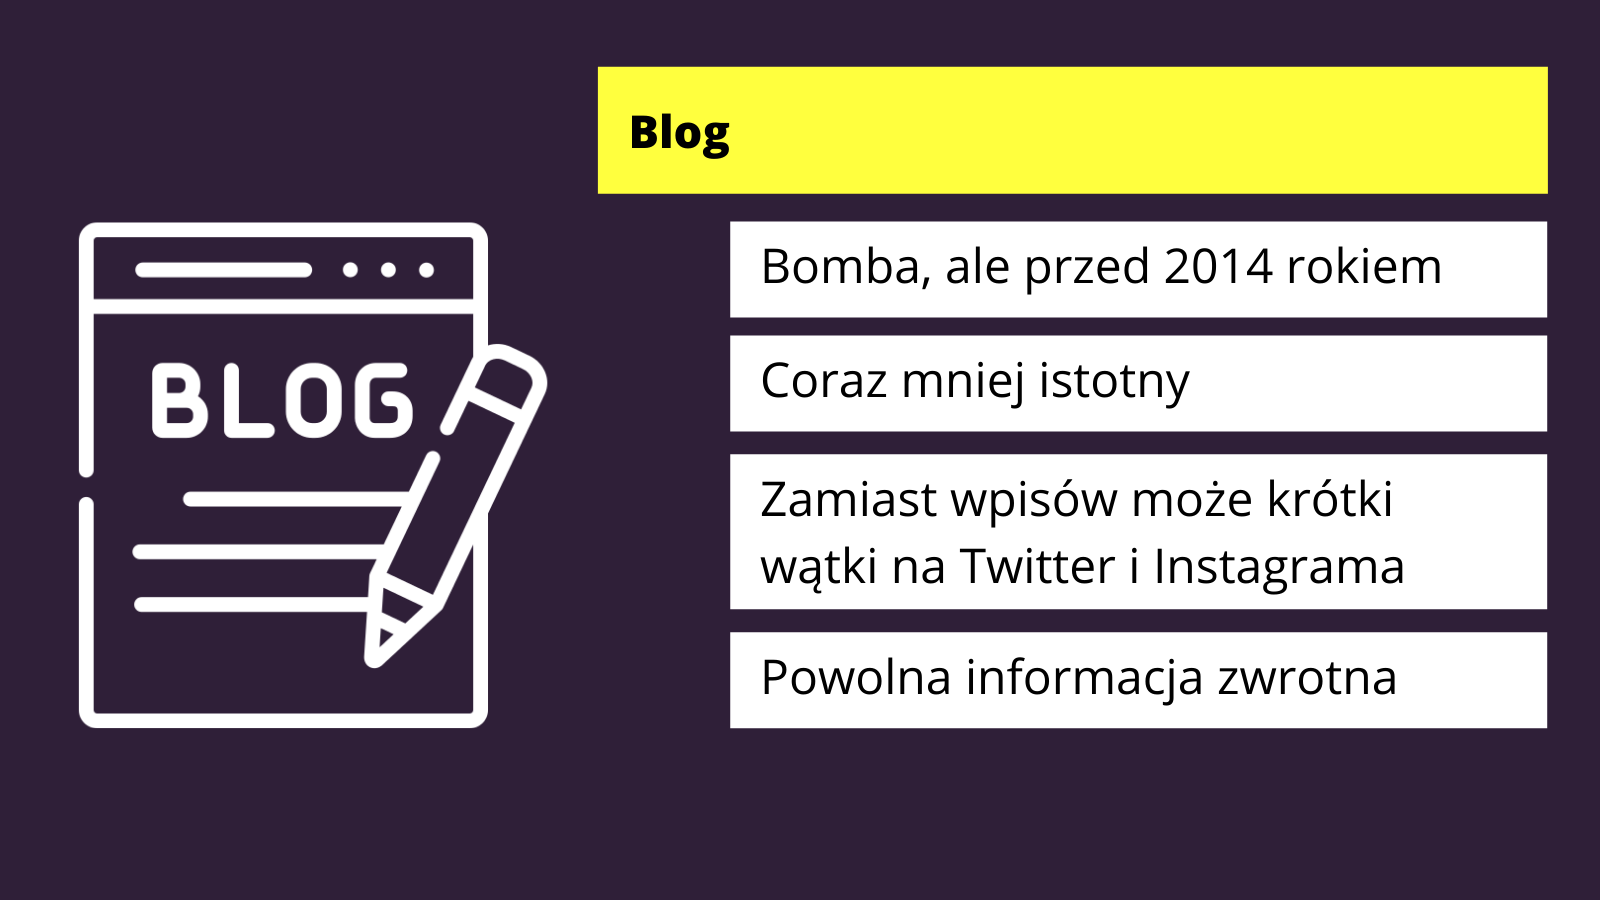 Blog
BLOG
Bomba, ale przed 2014 rokiem
Coraz mniej istotny
Zamiast wpisów może krótki
wątki na Twitter i Instagrama
Powolna informacja zwrotna